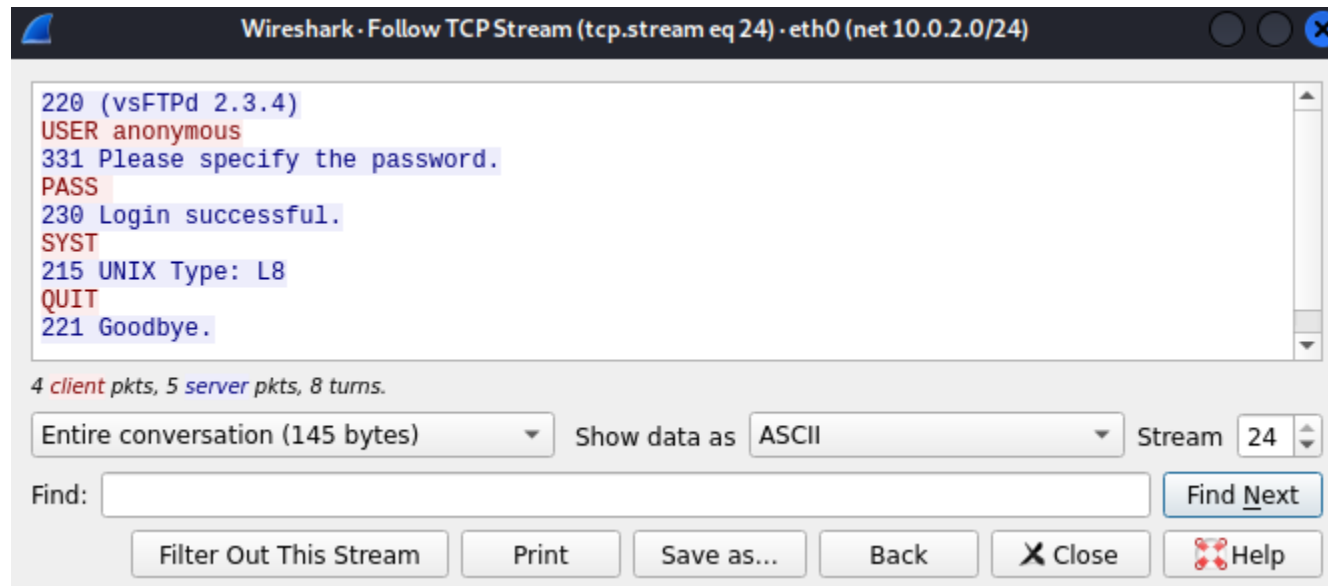 Wireshark · Follow TCP Stream (tcp.stream eq 24) · eth0 (net 10.0.2.0/24)
220 (vsFTPd 2.3.4)
USER anonymous
331 Please specify the password.
PASS
230 Login successful.
SYST
215 UNIX Type: L8
QUIT
221 Goodbye.
4 client pkts, 5 server pkts, 8 turns.
Entire conversation (145 bytes) Show data as ASCII Stream 24
Find: Find Next
Filter Out This Stream Print Save as... Back Close Help